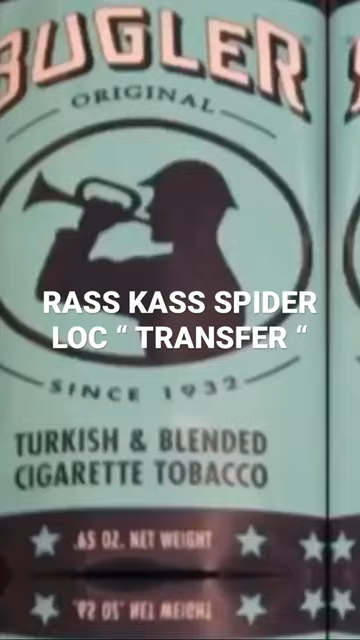 BUGLER
ORIGINAL
RASS KASS SPIDER
LOC “ TRANSFER “
SINCE 1932
TURKISH & BLENDED
CIGARETTE TOBACCO
.65 OZ. NET WEIGHT